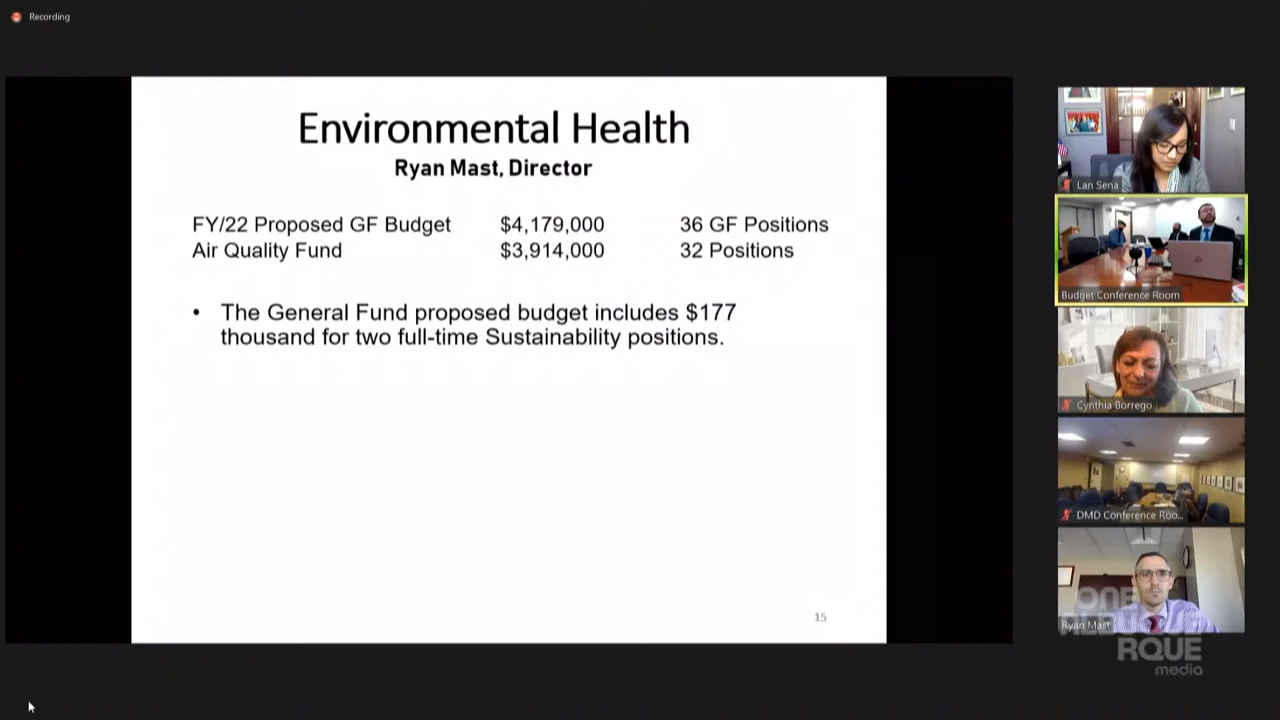 Recording
Environmental Health
Ryan Mast, Director
FY/22 Proposed GF Budget $4,179,000 36 GF Positions
Air Quality Fund $3,914,000 32 Positions
• The General Fund proposed budget includes $177
thousand for two full-time Sustainability positions.
15
Lan Sena
Budget Conference Room
Cynthia Borrego
DMD Conference Roo...
Ryan Mast
ONE
ALBUQUE
RQUE
media